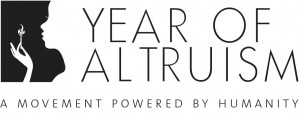 YEAR OF
ALTRUISM
A MOVEMENT POWERED BY HUMANITY